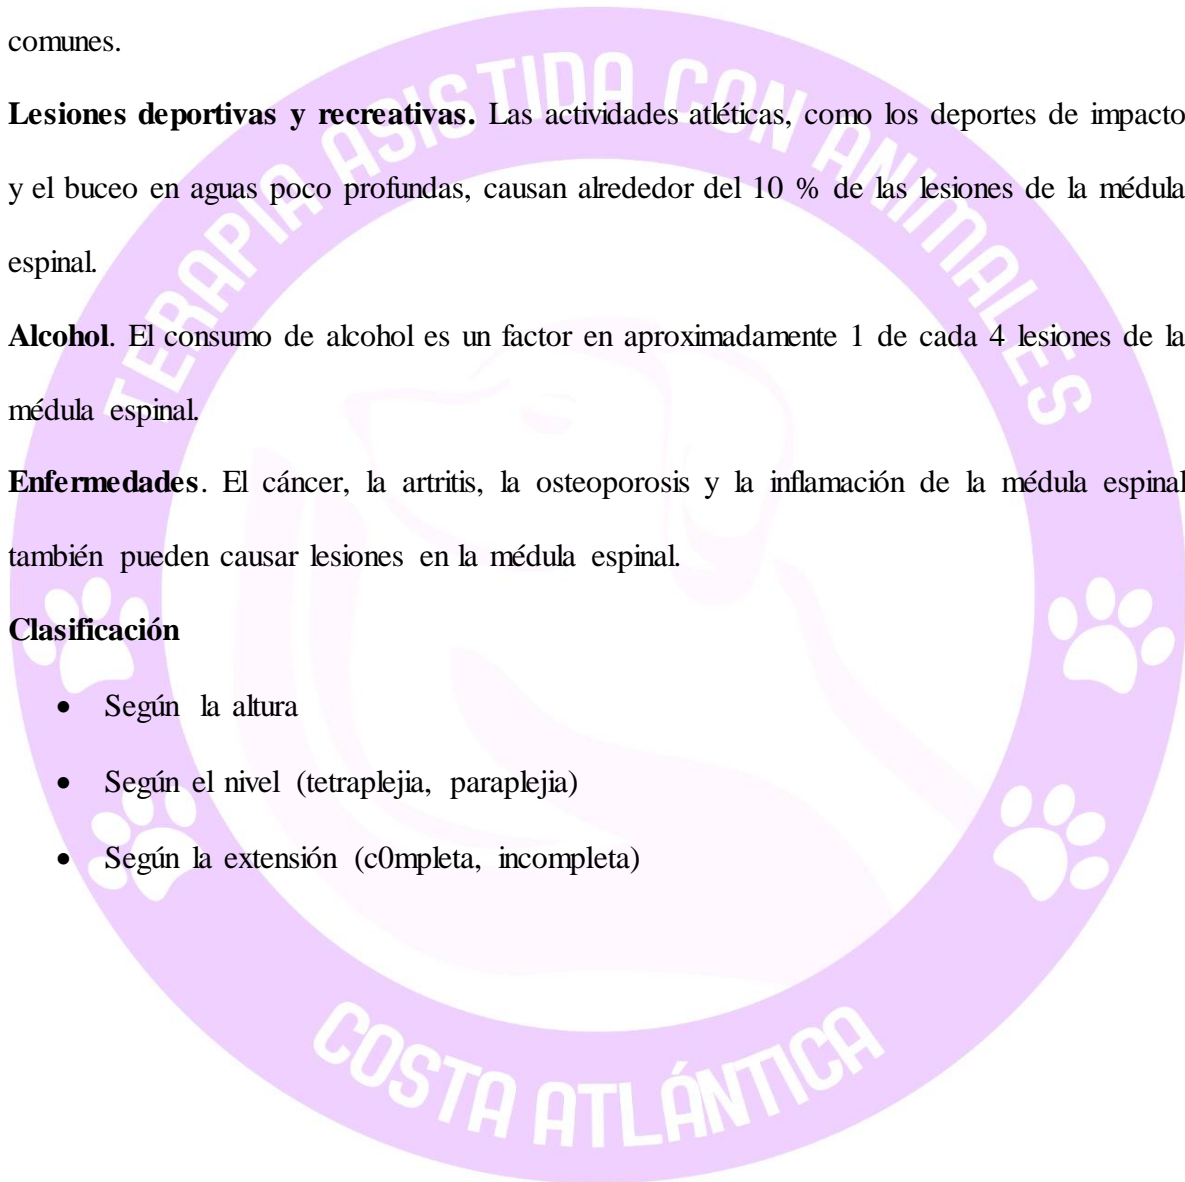 comunes.
Lesiones deportivas y recreativas. Las actividades atléticas, como los deportes de impacto
y el buceo en aguas poco profundas, causan alrededor del 10 % de las lesiones de la médula
espinal.
Alcohol. El consumo de alcohol es un factor en aproximadamente 1 de cada 4 lesiones de la
médula espinal.
Enfermedades. El cáncer, la artritis, la osteoporosis y la inflamación de la médula espinal
también pueden causar lesiones en la médula espinal.
Clasificación
• Según la altura
• Según el nivel (tetraplejia, paraplejia)
• Según la extensión (c0mpleta, incompleta)
TERAPIA ASISTIDA CON ANIMALES
COSTA ATLÁNTICA